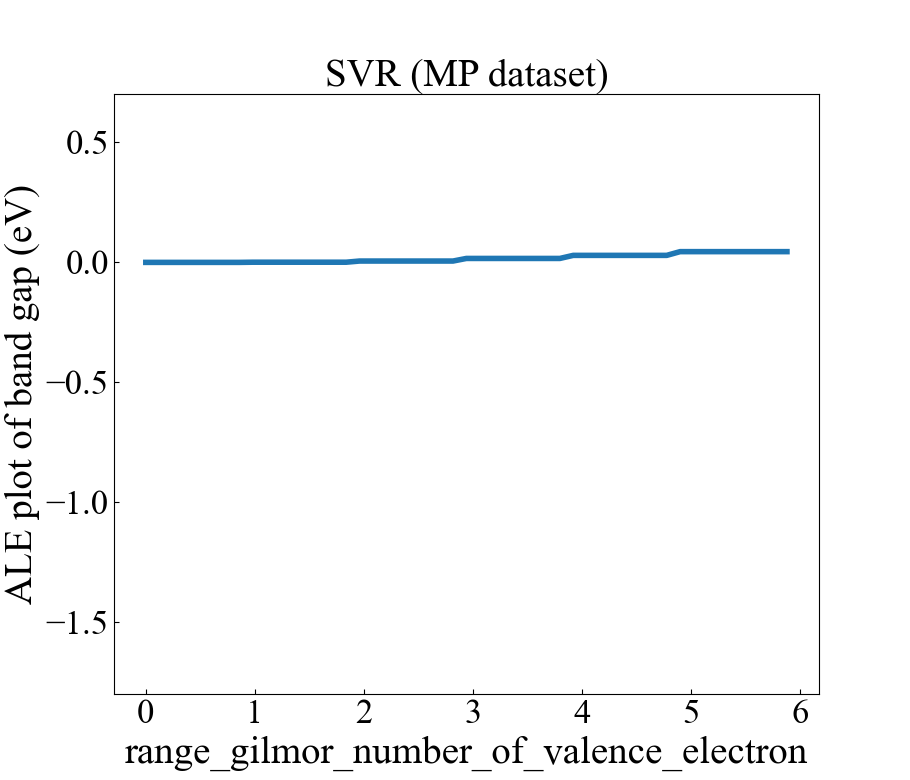 SVR (MP dataset)
ALE plot of band gap (eV)
0.5
0.0
−0.5
−1.0
−1.5
0 1 2 3 4 5 6
range_gilmor_number_of_valence_electron